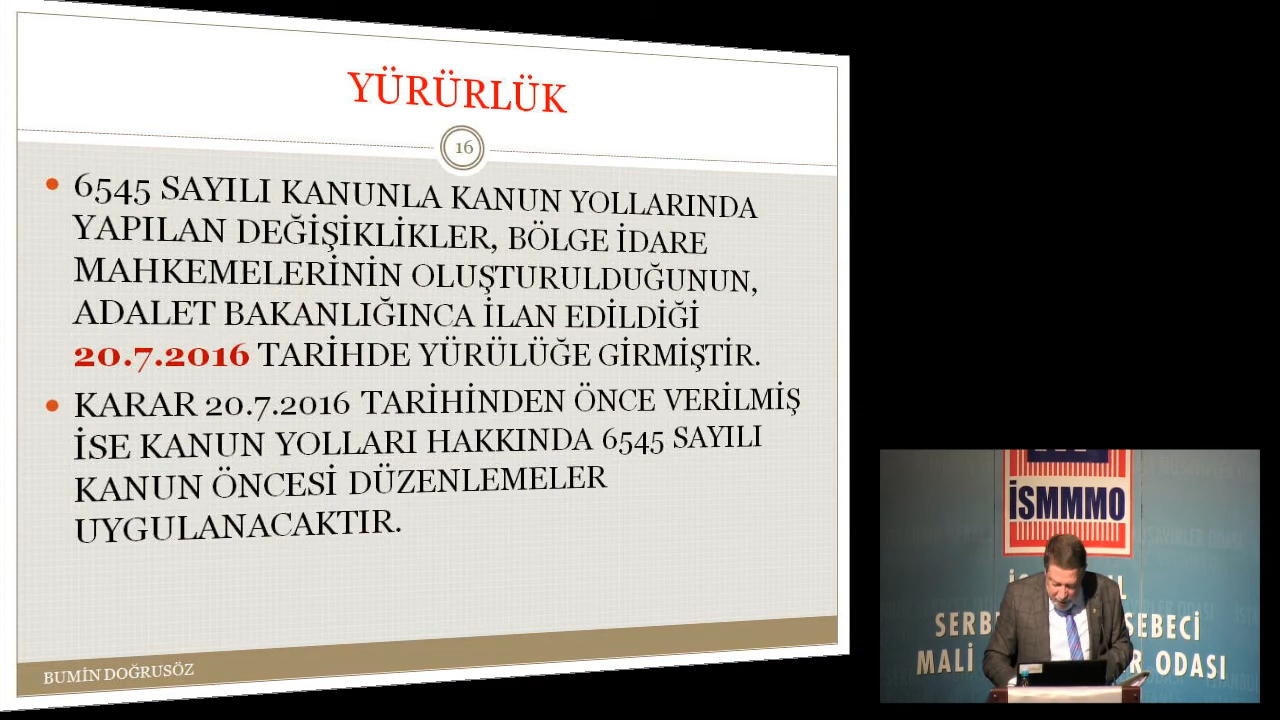 YÜRÜRLÜK
16
6545 SAYILI KANUNLA KANUN YOLLARINDA
YAPILAN DEĞİŞİKLİKLER, BÖLGE İDARE
MAHKEMELERİNİN OLUŞTURULDUĞUNUN,
ADALET BAKANLIĞINCA İLAN EDİLDİĞİ
20.7.2016 TARİHDE YÜRÜLÜĞE GİRMİŞTİR.
KARAR 20.7.2016 TARİHİNDEN ÖNCE VERİLMİŞ
İSE KANUN YOLLARI HAKKINDA 6545 SAYILI
KANUN ÖNCESİ DÜZENLEMELER
UYGULANACAKTIR.
BUMİN DOĞRUSÖZ
İSMMMO
SERB SEBECİ
MALİ R ODASI